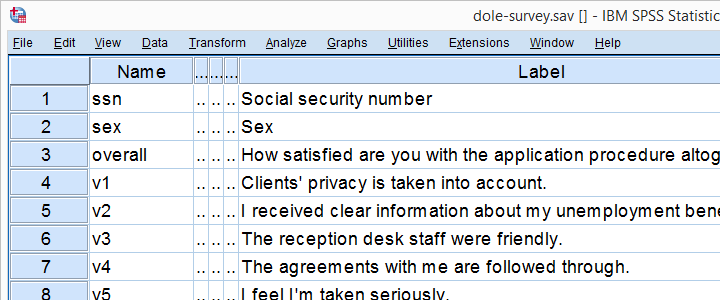 dole-survey.sav [] - IBM SPSS Statistic
File Edit View Data Transform Analyze Graphs Utilities Extensions Window Help
Name ... ... ... Label
1 ssn .. .. .. Social security number
2 sex .. .. .. Sex
3 overall .. .. .. How satisfied are you with the application procedure altog
4 v1 .. .. .. Clients' privacy is taken into account.
5 v2 .. .. .. I received clear information about my unemployment bene
6 v3 .. .. .. The reception desk staff were friendly.
7 v4 .. .. .. The agreements with me are followed through.
8 v5 .. .. .. I feel I'm taken seriously.